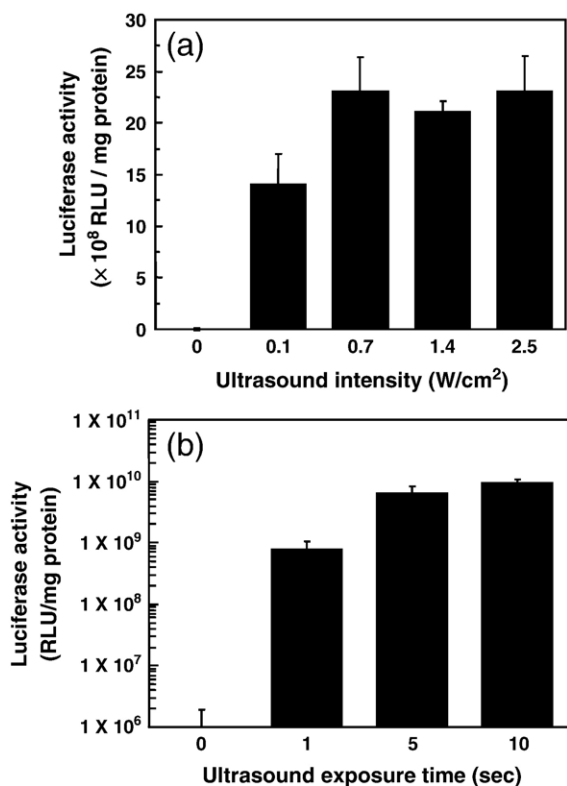 (a)
Luciferase activity
(× 10⁸ RLU / mg protein)
30
25
20
15
10
5
0
0 0.1 0.7 1.4 2.5
Ultrasound intensity (W/cm²)
(b)
Luciferase activity
(RLU/mg protein)
1 X 10¹¹
1 X 10¹⁰
1 X 10⁹
1 X 10⁸
1 X 10⁷
1 X 10⁶
0 1 5 10
Ultrasound exposure time (sec)